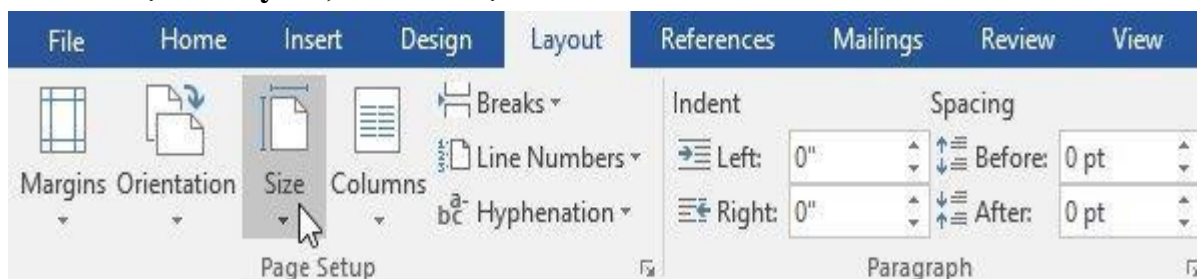 File Home Insert Design Layout References Mailings Review View
Margins Orientation Size Columns
Breaks
Line Numbers
Hyphenation
Page Setup
Indent Spacing
Left: 0" Before: 0 pt
Right: 0" After: 0 pt
Paragraph